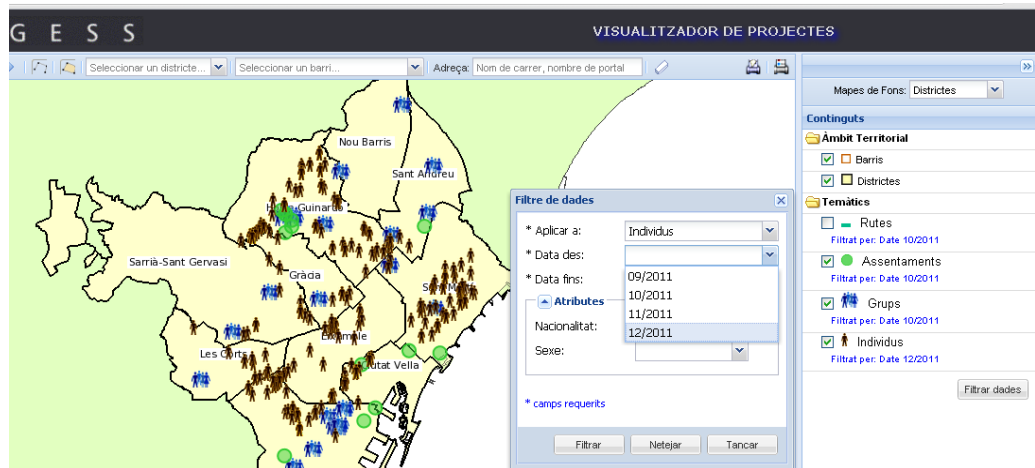 G E S S
VISUALITZADOR DE PROJECTES
Seleccionar un districte...
Seleccionar un barri...
Adreça:
Nom de carrer, nombre de portal
Mapes de Fons:
Districtes
Continguts
Àmbit Territorial
Barris
Districtes
Temàtics
Rutes
Filtrat per: Date 10/2011
Assentaments
Filtrat per: Date 10/2011
Grups
Filtrat per: Date 10/2011
Individus
Filtrat per: Date 12/2011
Filtrar dades
Nou Barris
Sant Andreu
Guinardó
Sarrià-Sant Gervasi
Gràcia
Les Corts
Filtre de dades
* Aplicar a:
Individus
* Data des:
* Data fins:
09/2011
10/2011
11/2011
12/2011
Atributes
Nacionalitat:
Sexe:
* camps requerits
Filtrar
Netejar
Tancar